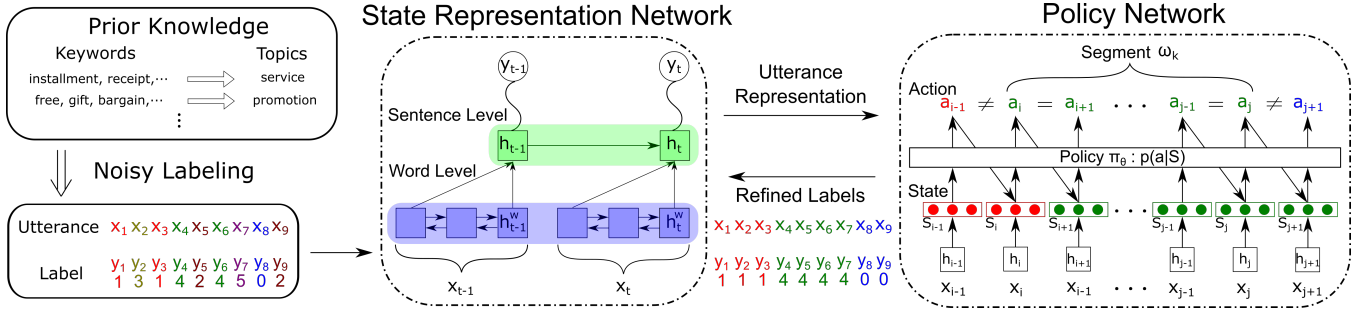 State Representation Network
Policy Network
Prior Knowledge
Keywords Topics
installment, receipt,··· service
free, gift, bargain,··· promotion
⋮
Noisy Labeling
Utterance x1 x2 x3 x4 x5 x6 x7 x8 x9
Label y1 y2 y3 y4 y5 y6 y7 y8 y9
1 3 1 4 2 4 5 0 2
yt-1 yt
Sentence Level
ht-1 ht
Word Level
h^w t-1 h^w t
xt-1 xt
Utterance
Representation
Refined Labels
x1 x2 x3 x4 x5 x6 x7 x8 x9
y1 y2 y3 y4 y5 y6 y7 y8 y9
1 1 1 4 4 4 4 0 0
Segment ωk
Action
ai-1 ≠ ai = ai+1 · · · aj-1 = aj ≠ aj+1
Policy πθ : p(a|S)
State
Si-1 Si Si+1 · · · Sj-1 Sj Sj+1
hi-1 hi hi+1 hj-1 hj hj+1
xi-1 xi xi-1 · · · xj-1 xj xj+1